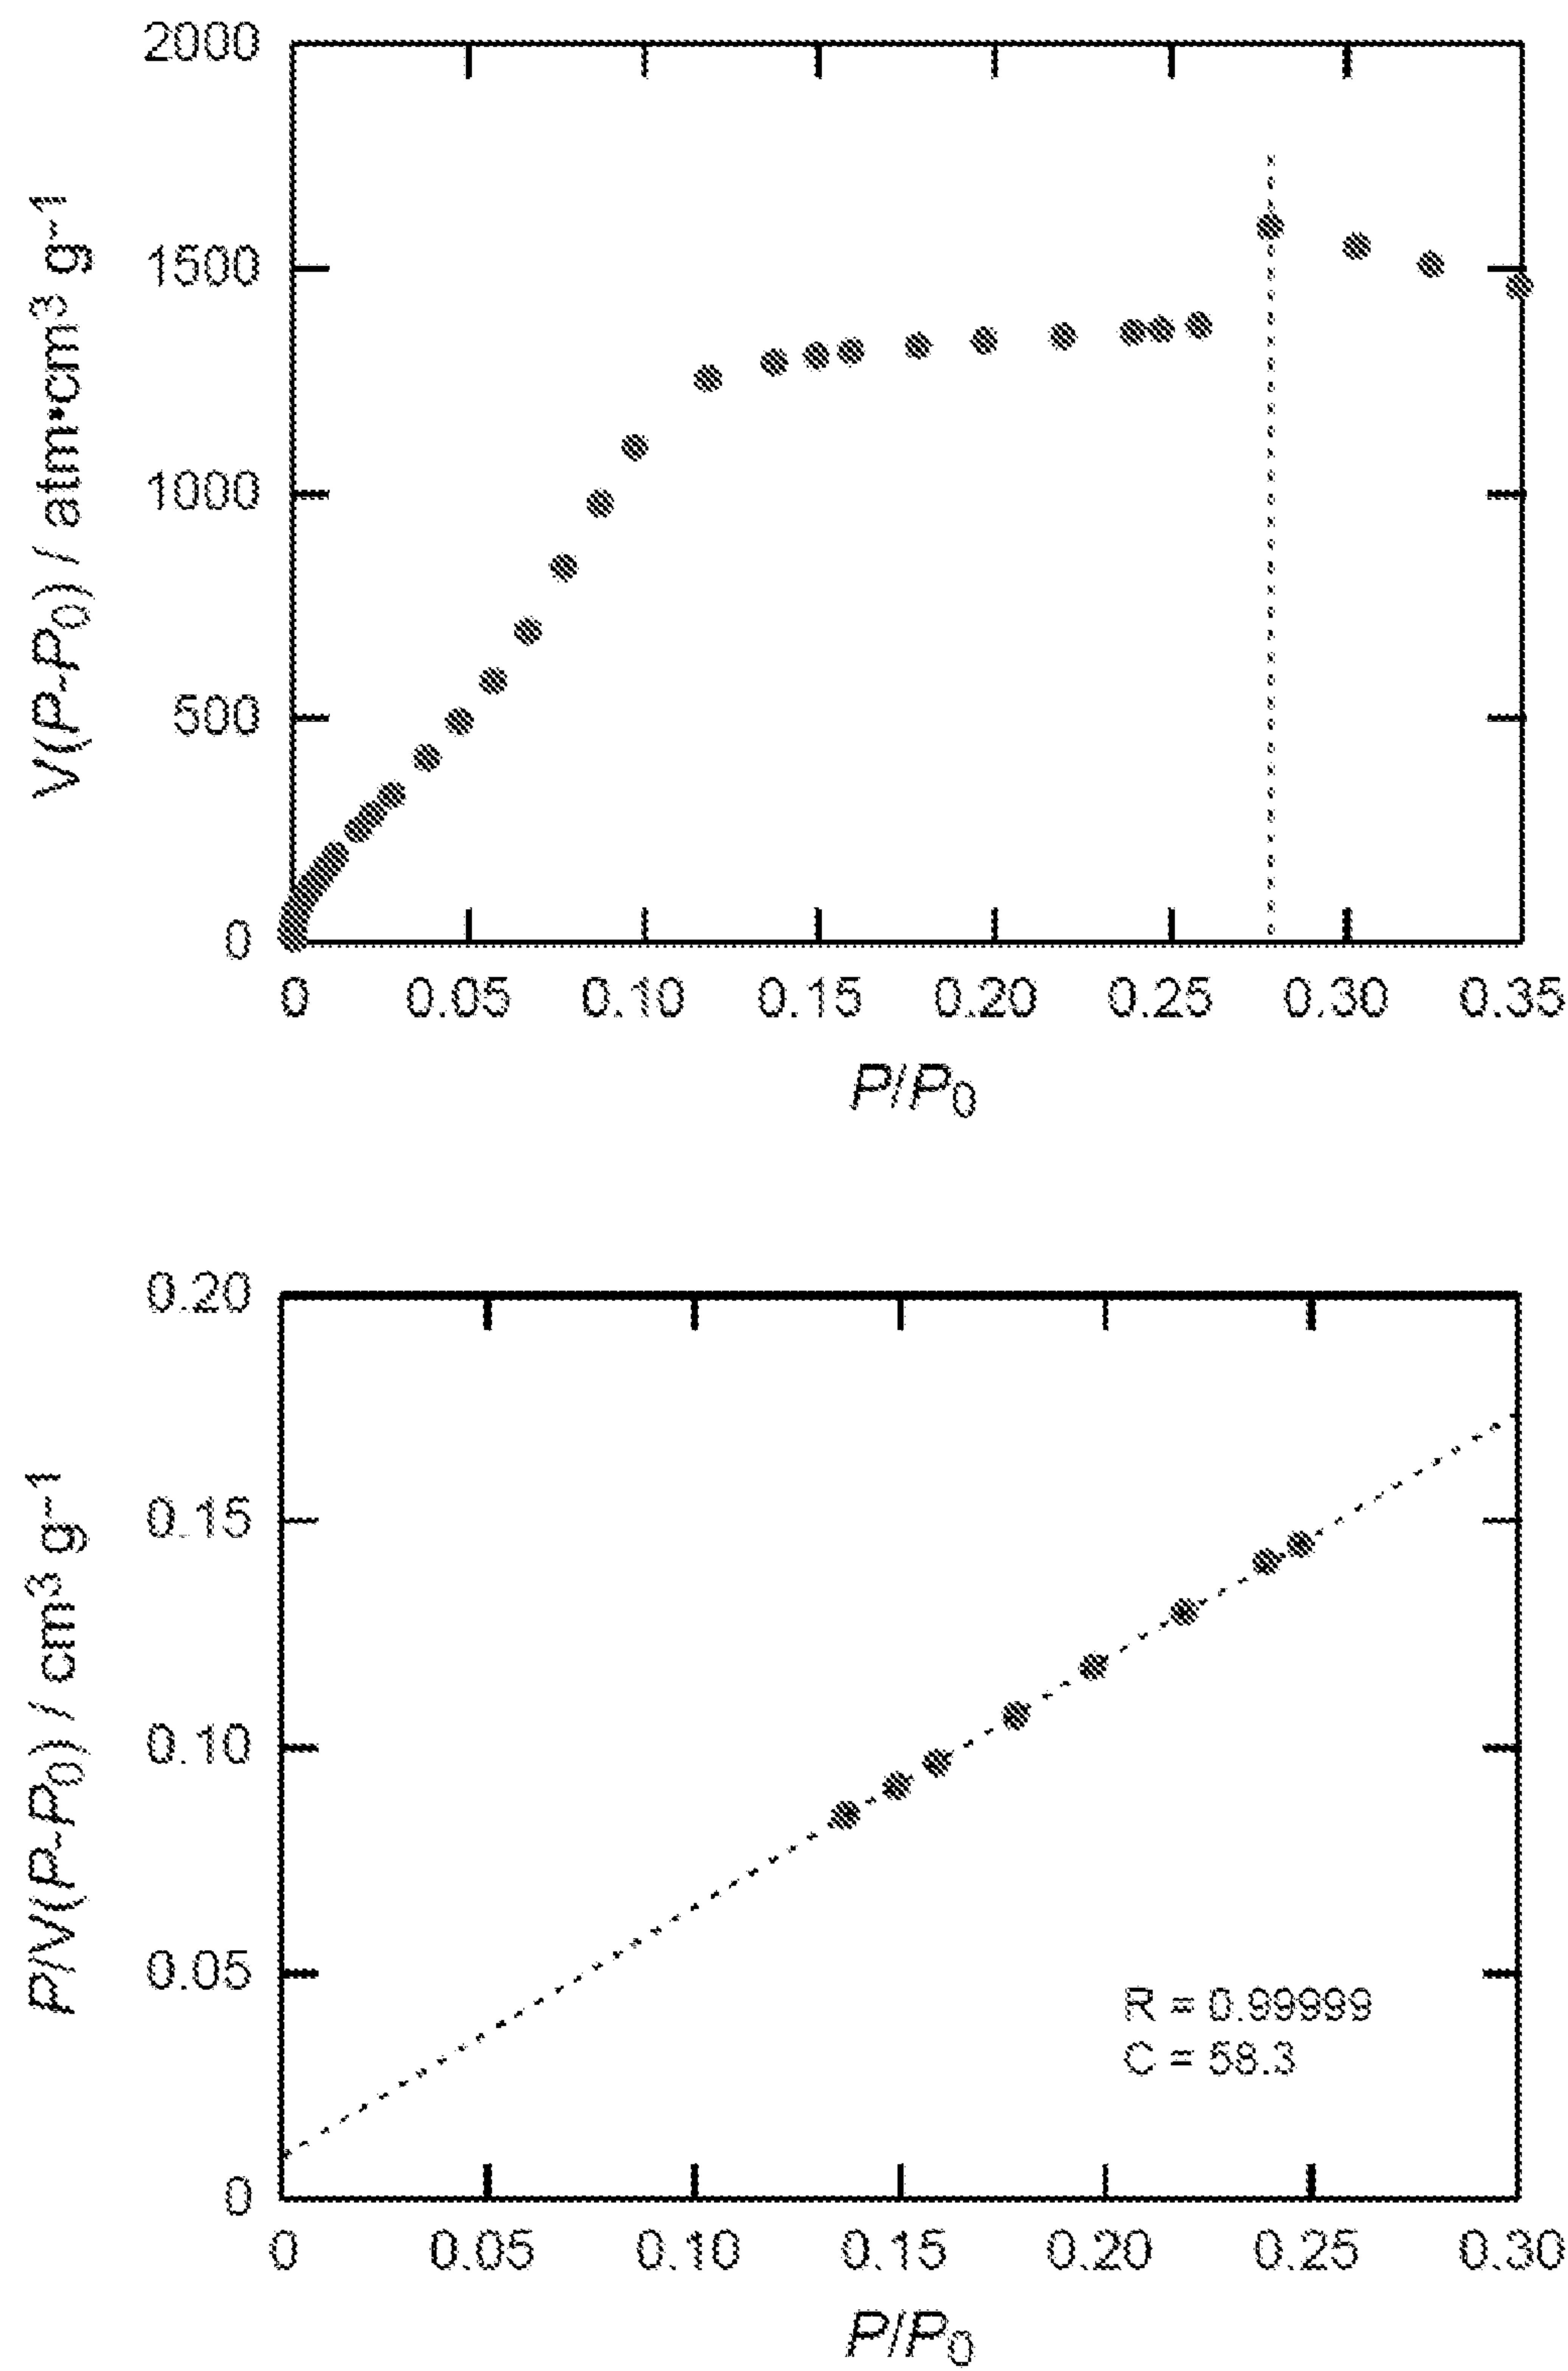 2000
1500
1000
500
0
V(P-P₀) / atm•cm³ g⁻¹
0 0.05 0.10 0.15 0.20 0.25 0.30 0.35
P/P₀
0.20
0.15
0.10
0.05
0
P/V(P-P₀) / cm³ g⁻¹
R = 0.99999
C = 58.3
0 0.05 0.10 0.15 0.20 0.25 0.30
P/P₀